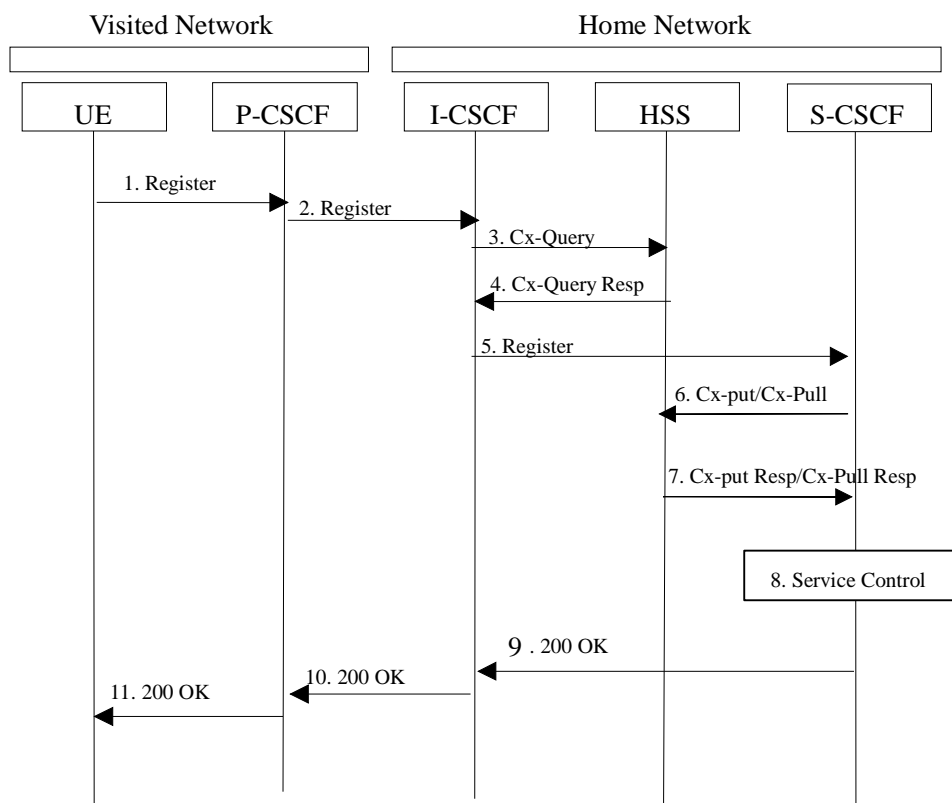 Visited Network
Home Network
UE
P-CSCF
I-CSCF
HSS
S-CSCF
1. Register
2. Register
3. Cx-Query
4. Cx-Query Resp
5. Register
6. Cx-put/Cx-Pull
7. Cx-put Resp/Cx-Pull Resp
8. Service Control
9 . 200 OK
10. 200 OK
11. 200 OK